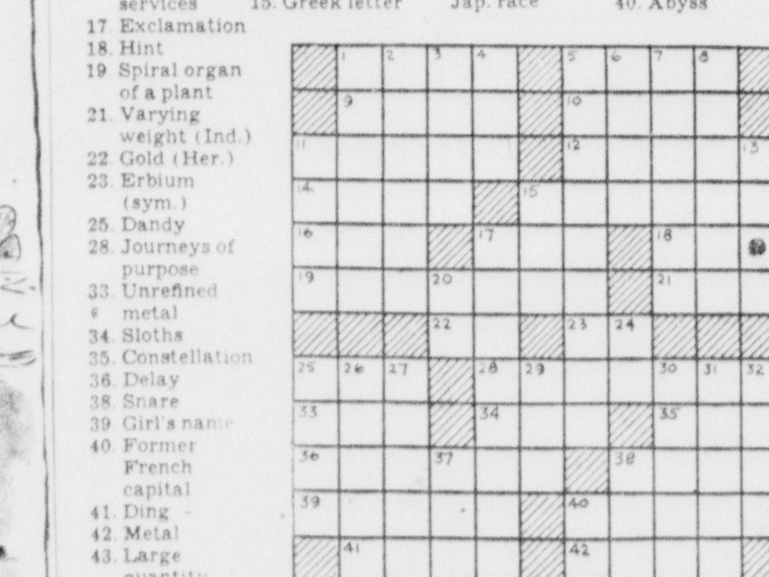 services
15. Greek letter
Jap. race
40. Abyss
17. Exclamation
18. Hint
19 Spiral organ
of a plant
21. Varying
weight (Ind.)
22. Gold (Her.)
23. Erbium
(sym.)
25. Dandy
28. Journeys of
purpose
33. Unrefined
metal
34. Sloths
35. Constellation
36. Delay
38. Snare
39. Girl's name
40. Former
French
capital
41. Ding
42. Metal
43. Large
quantity
1 2 3 4 5 6 7 8
9 10
11 12 13
14 15
16 17 18
19 20 21
22 23 24
25 26 27 28 29 30 31 32
33 34 35
36 37 38
39 40
41 42